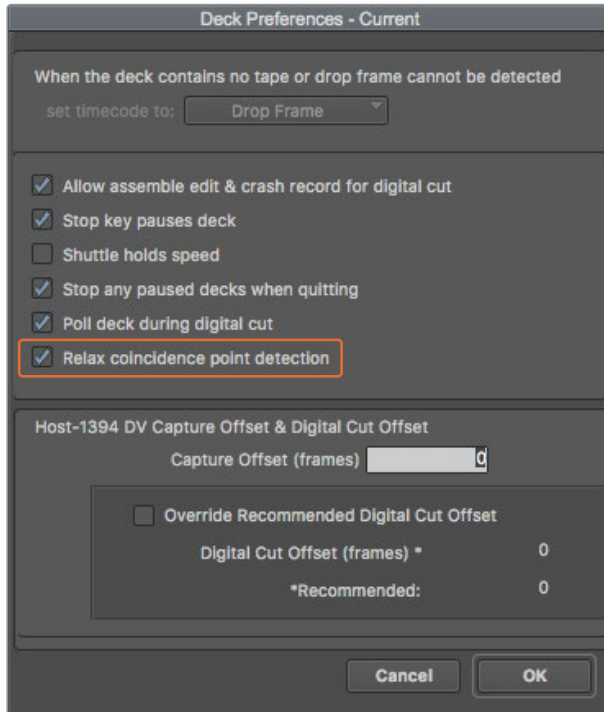 Deck Preferences - Current
When the deck contains no tape or drop frame cannot be detected
set timecode to: Drop Frame
Allow assemble edit & crash record for digital cut
Stop key pauses deck
Shuttle holds speed
Stop any paused decks when quitting
Poll deck during digital cut
Relax coincidence point detection
Host-1394 DV Capture Offset & Digital Cut Offset
Capture Offset (frames) 0
Override Recommended Digital Cut Offset
Digital Cut Offset (frames) * 0
*Recommended: 0
Cancel OK